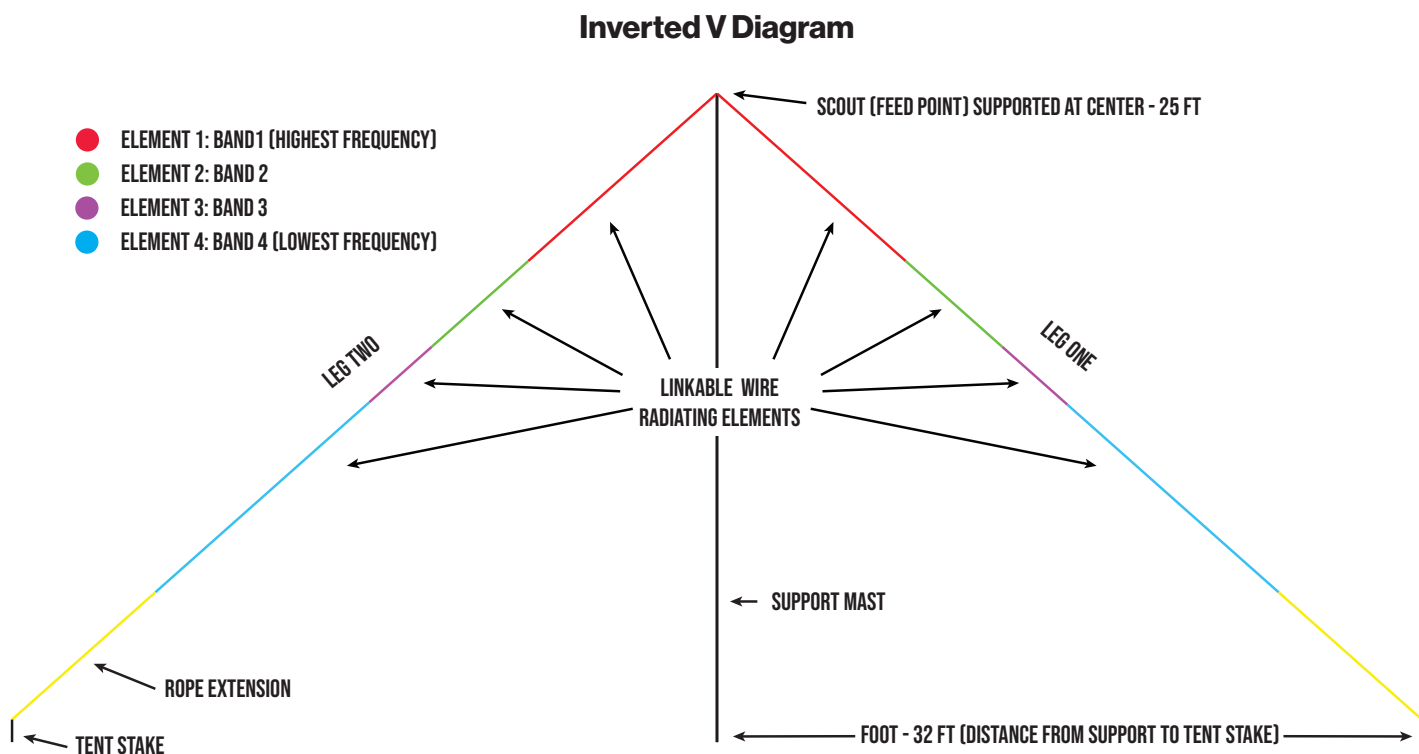 Inverted V Diagram
SCOUT (FEED POINT) SUPPORTED AT CENTER - 25 FT
ELEMENT 1: BAND1 (HIGHEST FREQUENCY)
ELEMENT 2: BAND 2
ELEMENT 3: BAND 3
ELEMENT 4: BAND 4 (LOWEST FREQUENCY)
LEG TWO
LEG ONE
LINKABLE WIRE
RADIATING ELEMENTS
SUPPORT MAST
ROPE EXTENSION
FOOT - 32 FT (DISTANCE FROM SUPPORT TO TENT STAKE)
TENT STAKE